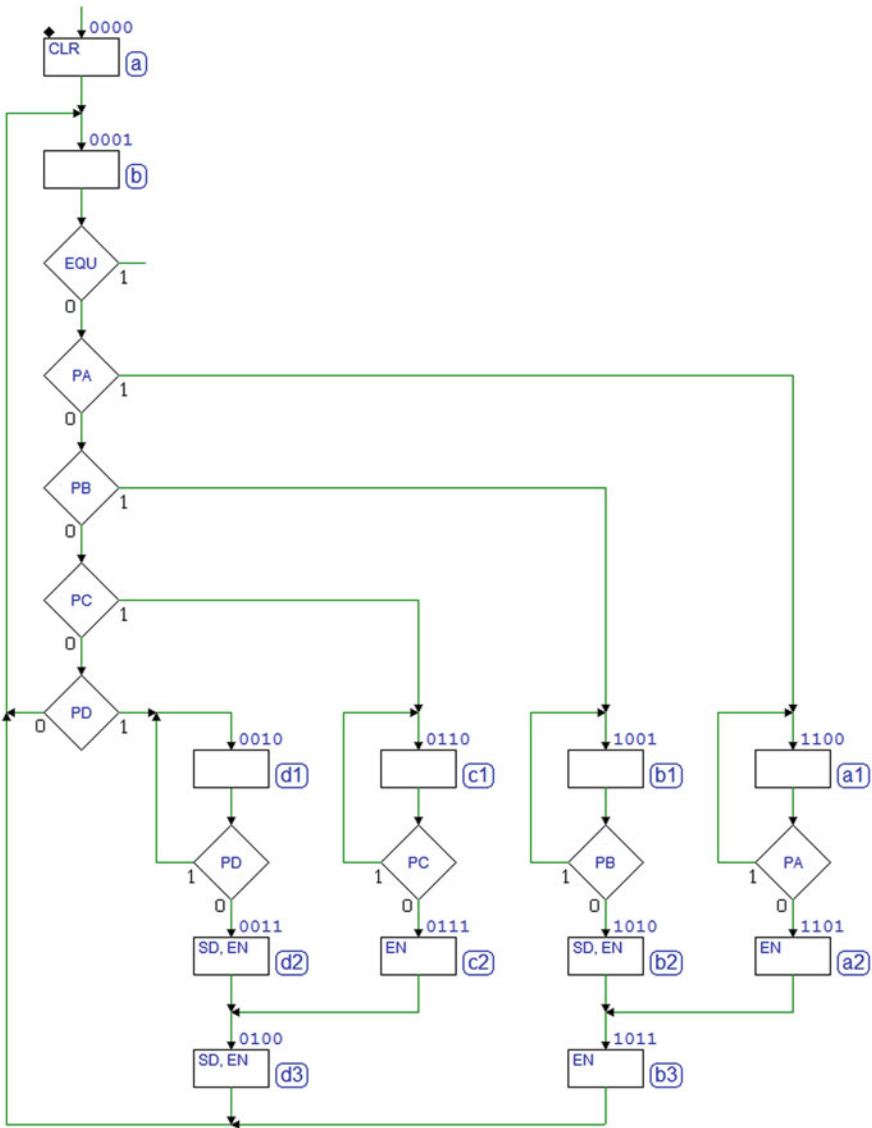 0000
CLR
a
0001
b
EQU
1
0
PA
1
0
PB
1
0
PC
1
0
PD
0 1
0010 0110 1001 1100
d1 c1 b1 a1
PD PC PB PA
1 1 1 1
0 0 0 0
0011 0111 1010 1101
SD, EN EN SD, EN EN
d2 c2 b2 a2
0100 1011
SD, EN EN
d3 b3